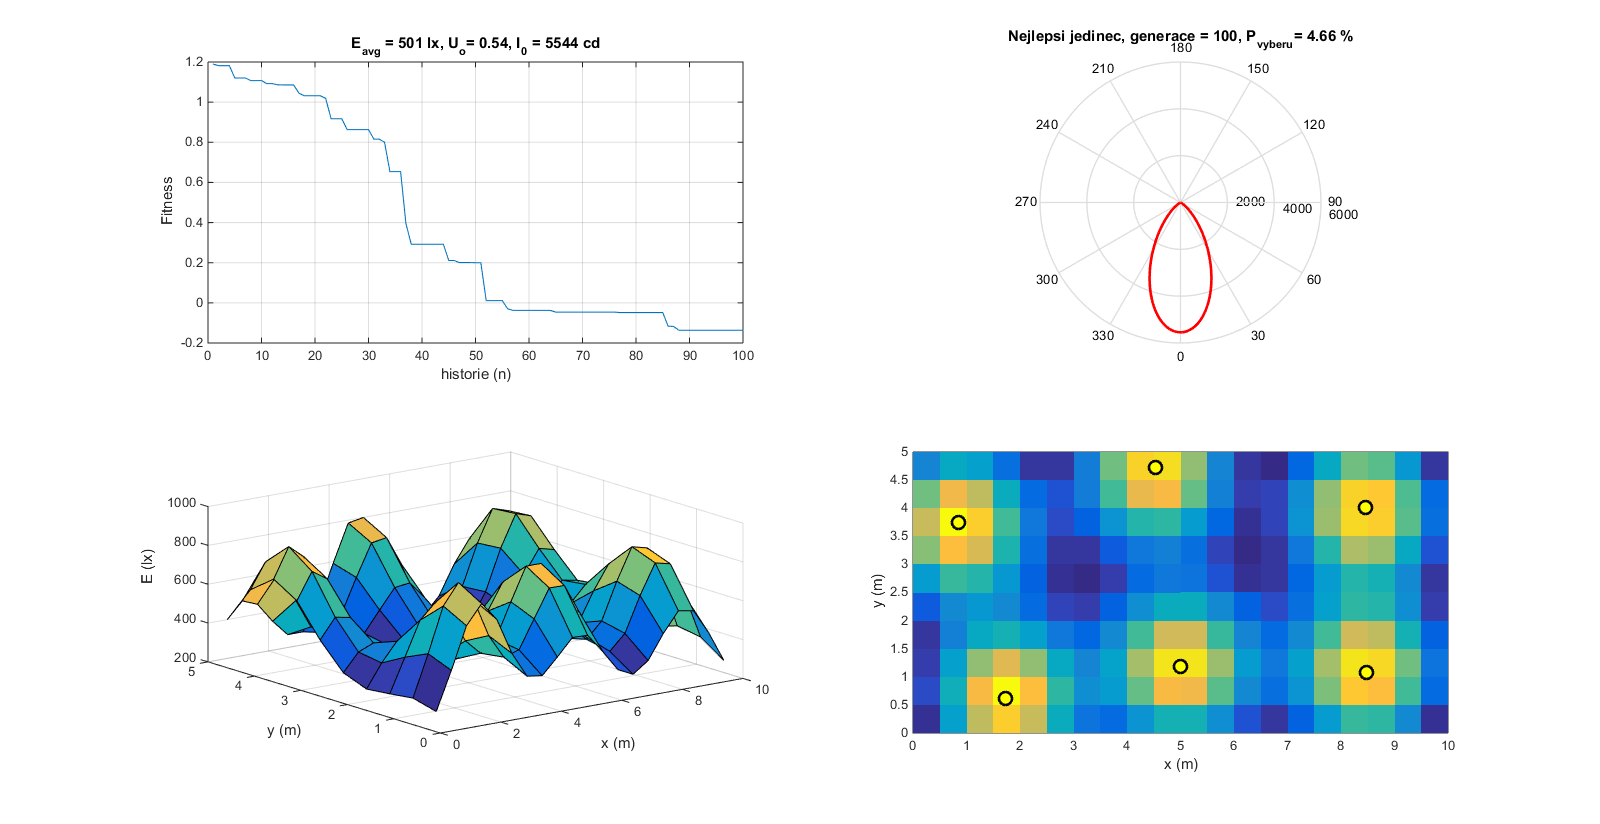 E_avg = 501 lx, U_o= 0.54, I_0 = 5544 cd
1.2
1
0.8
0.6
0.4
0.2
0
-0.2
Fitness
0 10 20 30 40 50 60 70 80 90 100
historie (n)
Nejlepsi jedinec, generace = 100, P_vyberu= 4.66 %
180
210 150
240 120
270 2000 4000 6000 90
300 60
330 30
0
1000
800
600
400
200
E (lx)
5 4 3 2 1 0
y (m)
0 2 4 6 8 10
x (m)
5
4.5
4
3.5
3
2.5
2
1.5
1
0.5
0
y (m)
0 1 2 3 4 5 6 7 8 9 10
x (m)